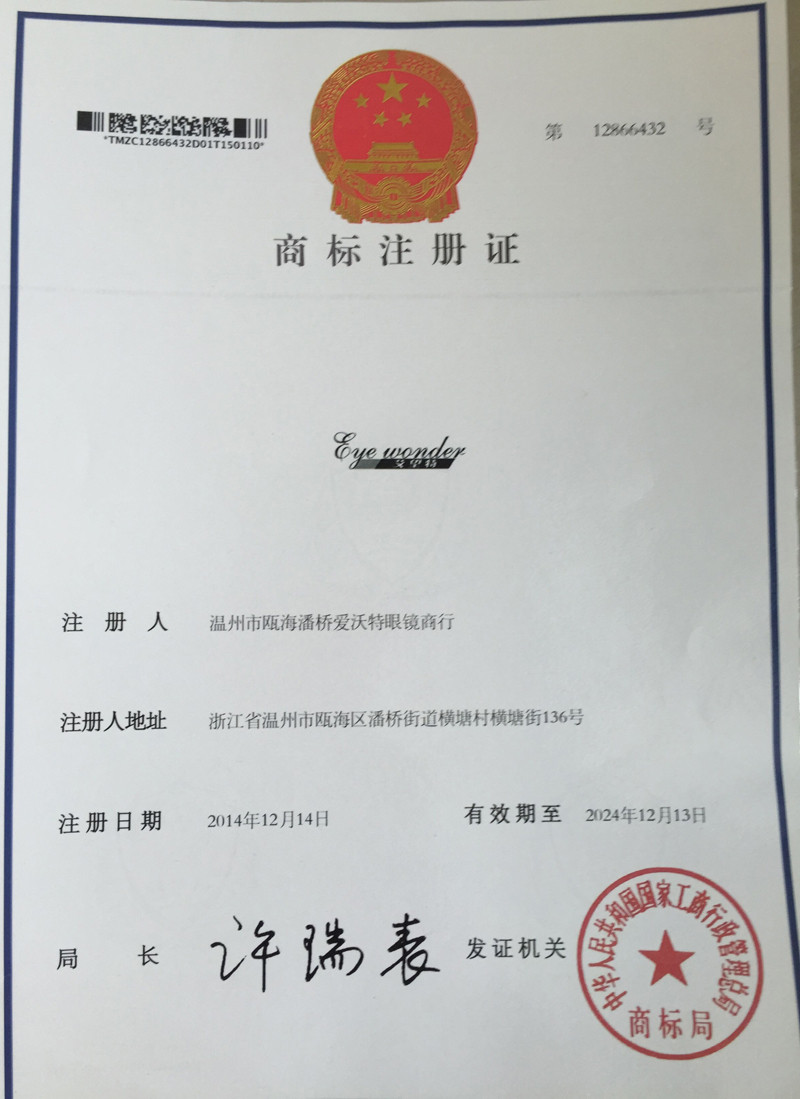 *TMZC12866432D01T150110*
第 12866432 号
商标注册证
Eye wonder
注册人 温州市瓯海潘桥爱沃特眼镜商行
注册人地址 浙江省温州市瓯海区潘桥街道横塘村横塘街136号
注册日期 2014年12月14日 有效期至 2024年12月13日
局长 许瑞表 发证机关
中华人民共和国国家工商行政管理总局
商标局